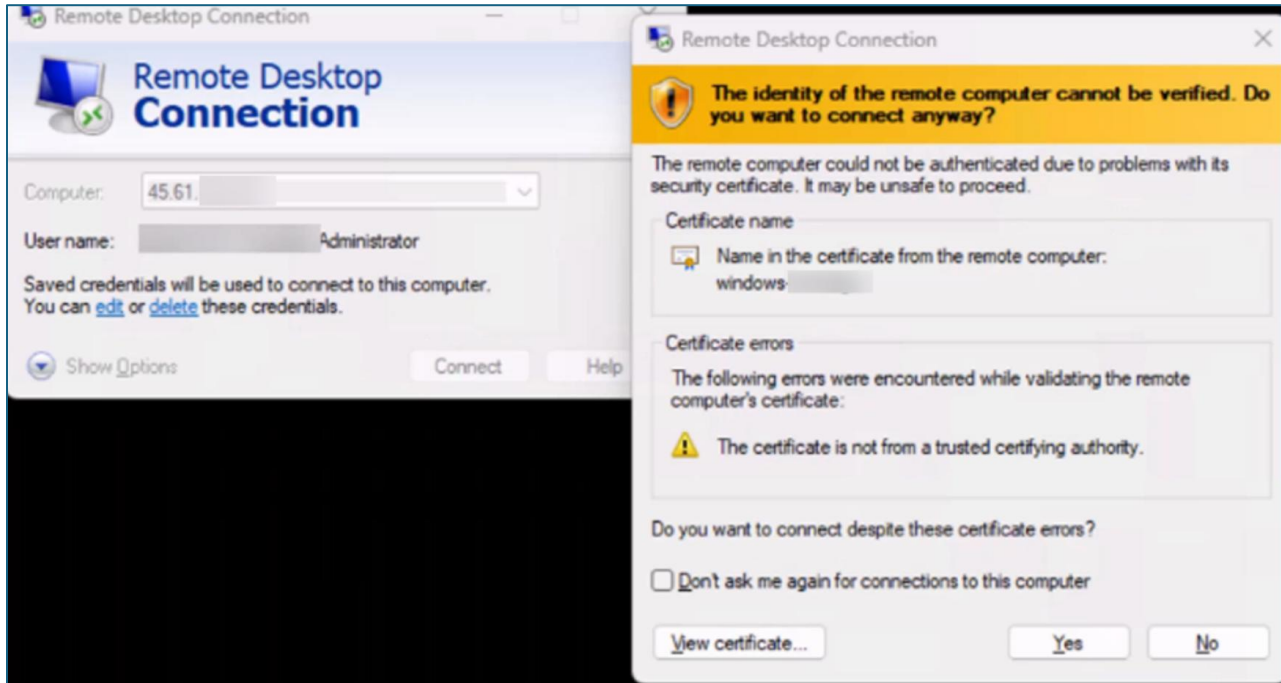 Remote Desktop Connection
Remote Desktop
Connection
Computer:
45.61.
User name:
Administrator
Saved credentials will be used to connect to this computer.
You can edit or delete these credentials.
Show Options
Connect
Help
Remote Desktop Connection
The identity of the remote computer cannot be verified. Do
you want to connect anyway?
The remote computer could not be authenticated due to problems with its
security certificate. It may be unsafe to proceed.
Certificate name
Name in the certificate from the remote computer:
windows-
Certificate errors
The following errors were encountered while validating the remote
computer's certificate:
The certificate is not from a trusted certifying authority.
Do you want to connect despite these certificate errors?
Don't ask me again for connections to this computer
View certificate...
Yes
No